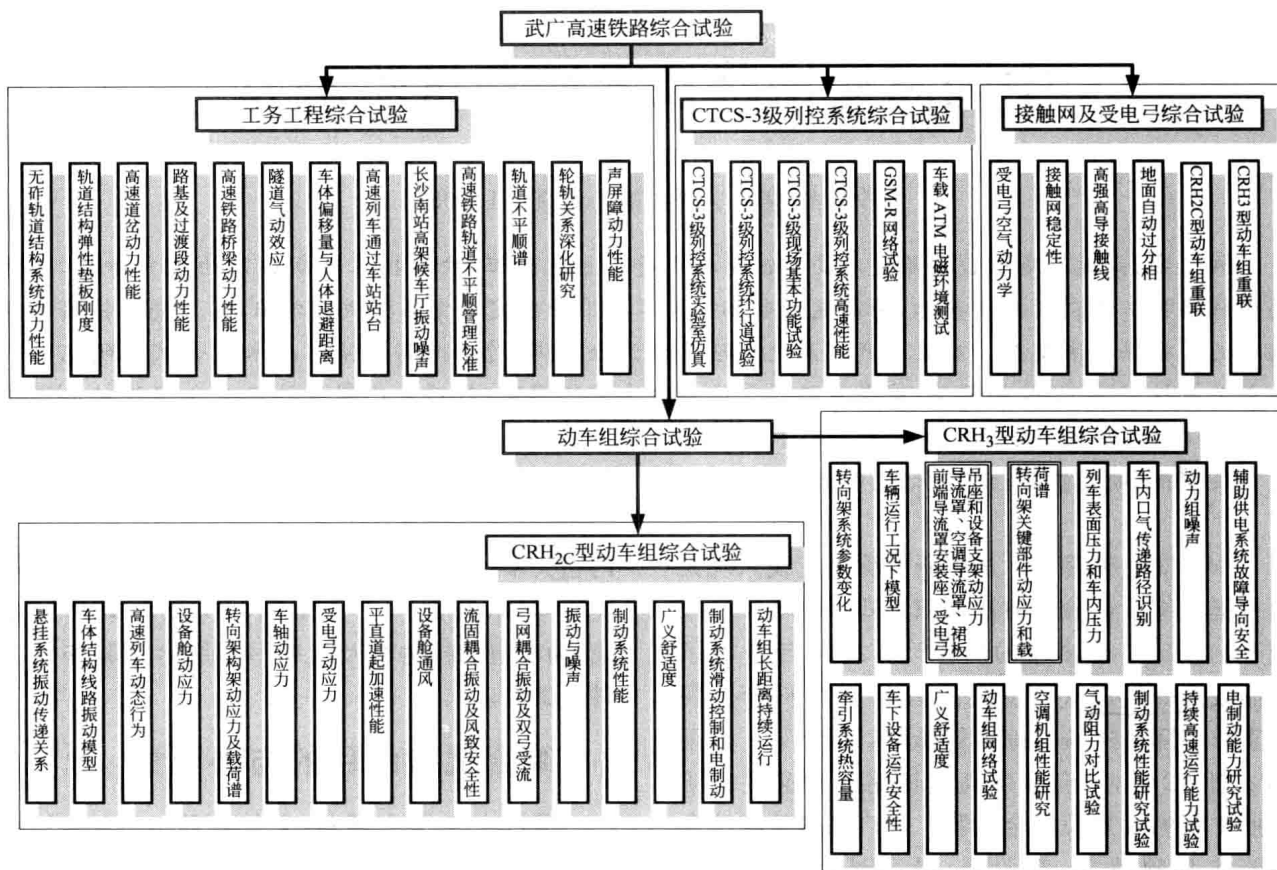 武广高速铁路综合试验
工务工程综合试验
无砟轨道结构系统动力性能
轨道结构弹性垫板刚度
高速道岔动力性能
路基及过渡段动力性能
高速铁路桥梁动力性能
隧道气动效应
车体偏移量与人体退避距离
高速列车通过车站站台
长沙南站高架候车厅振动噪声
高速铁路轨道不平顺管理标准
轨道不平顺谱
轮轨关系深化研究
声屏障动力性能
CTCS-3级列控系统综合试验
CTCS-3级列控系统实验室仿真
CTCS-3级列控系统环行道试验
CTCS-3级现场基本功能试验
CTCS-3级列控系统高速性能
GSM-R 网络试验
车载 ATM 电磁环境测试
接触网及受电弓综合试验
受电弓空气动力学
接触网稳定性
高强高导接触线
地面自动过分相
CRH2C型动车组重联
CRH3 型动车组重联
动车组综合试验
CRH3型动车组综合试验
转向架系统参数变化
车辆运行工况下模型
前端导流罩安装座、受电弓
导流罩、空调导流罩、裙板
吊座和设备支架动应力
转向架关键部件动应力和载
荷谱
列车表面压力和车内压力
车内口气传递路径识别
动力组噪声
辅助供电系统故障导向安全
牵引系统热容量
车下设备运行安全性
广义舒适度
动车组网络试验
空调机组性能研究
气动阻力对比试验
制动系统性能研究试验
持续高速运行能力试验
电制动能力研究试验
CRH2C型动车组综合试验
悬挂系统振动传递关系
车体结构线路振动模型
高速列车动态行为
设备舱动应力
转向架构架动应力及载荷谱
车轴动应力
受电弓动应力
平直道起加速性能
设备舱通风
流固耦合振动及风致安全性
弓网耦合振动及双弓受流
振动与噪声
制动系统性能
广义舒适度
制动系统滑动控制和电制动
动车组长距离持续运行